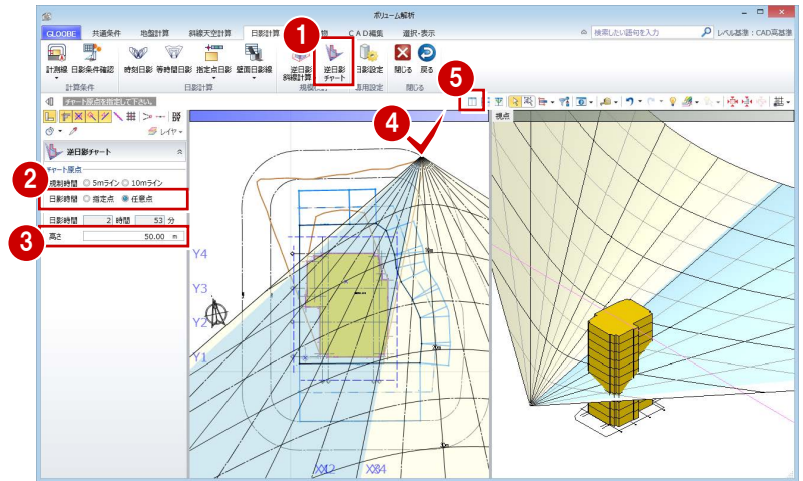 ボリューム解析
GLOOBE 共通条件 地盤計算 斜線天空計算 日影計算 物 CAD編集 選択・表示
検索したい語句を入力 レベル基準：CAD高基準
計測線 日影条件確認 時刻日影 等時間日影 指定点日影 壁面日影線 逆日影 斜線計算 逆日影 チャート 日影設定 閉じる 戻る
計算条件 日影計算 専用設定 閉じる
チャート原点を指定して下さい。
レイヤ
視点
逆日影チャート
チャート原点
規制時間 5mライン 10mライン
日影時間 指定点 任意点
日影時間 2 時間 53 分
高さ 50.00 m
1
2
3
4
5
Y4
Y3
Y2
Y1
20m